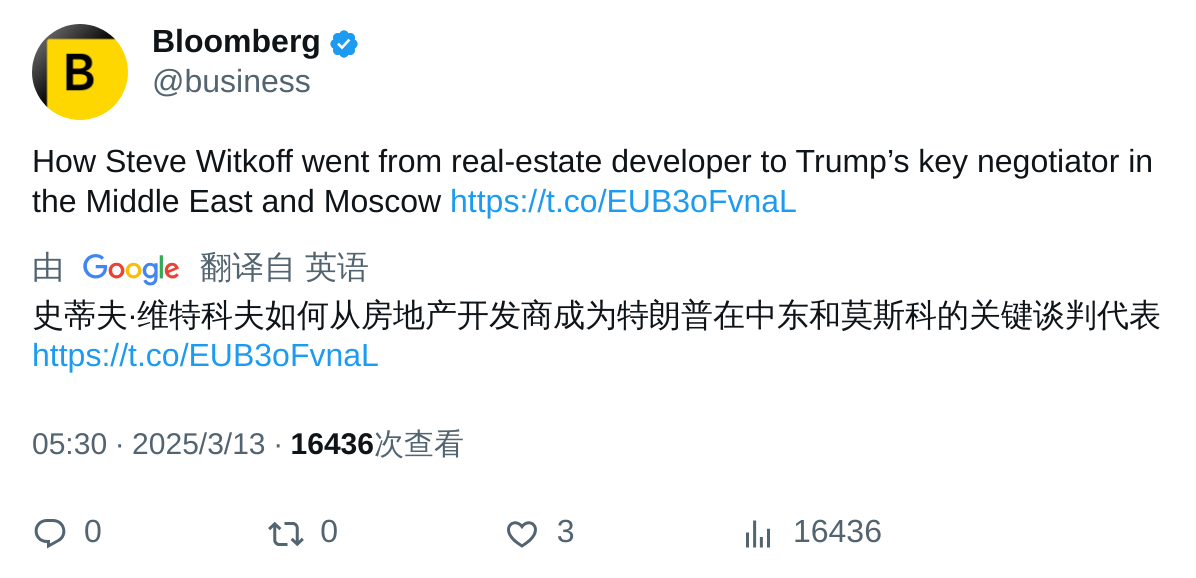 B
Bloomberg
@business
How Steve Witkoff went from real-estate developer to Trump’s key negotiator in
the Middle East and Moscow https://t.co/EUB3oFvnaL
由 Google 翻译自 英语
史蒂夫·维特科夫如何从房地产开发商成为特朗普在中东和莫斯科的关键谈判代表
https://t.co/EUB3oFvnaL
05:30 · 2025/3/13 · 16436次查看
0 0 3 16436